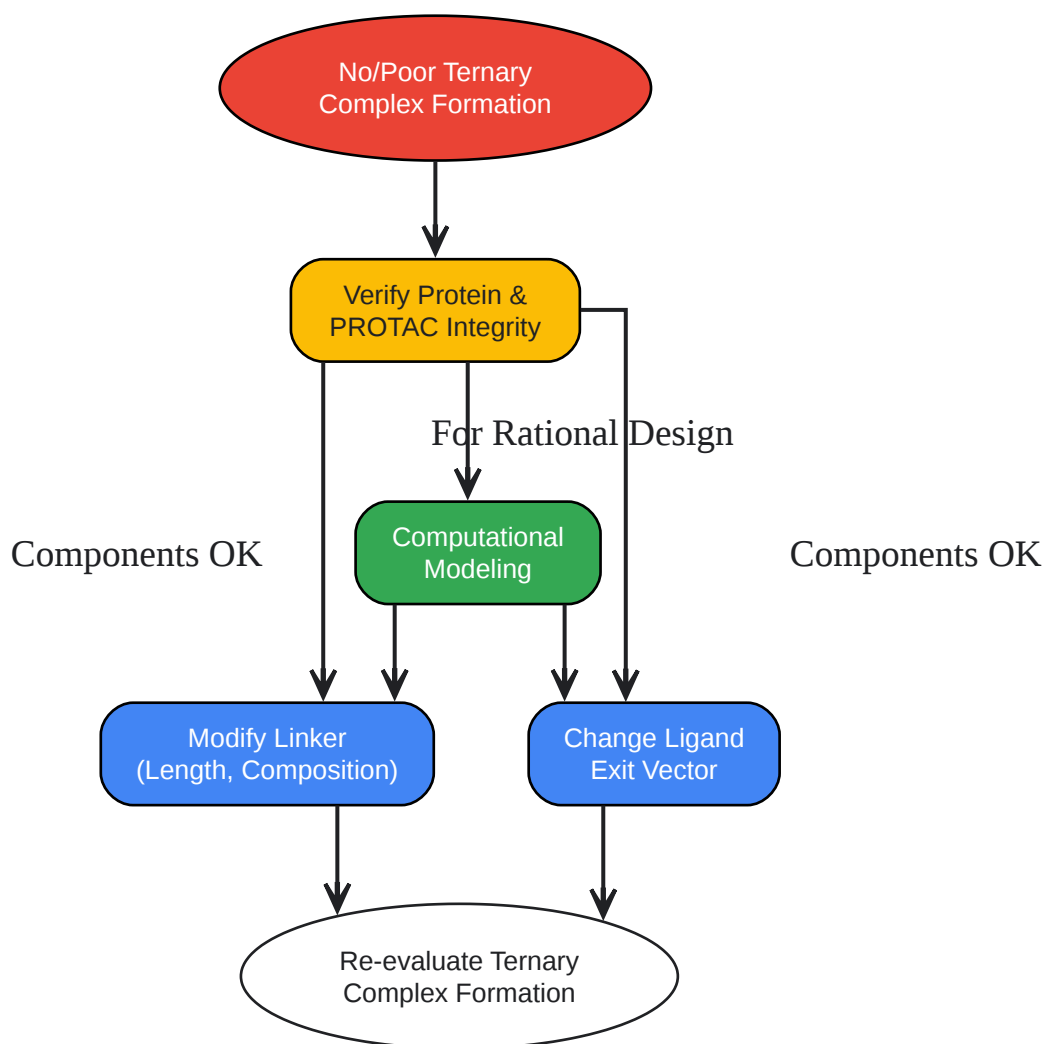 No/Poor Ternary
Complex Formation
Verify Protein &
PROTAC Integrity
For Rational Design
Components OK
Computational
Modeling
Components OK
Modify Linker
(Length, Composition)
Change Ligand
Exit Vector
Re-evaluate Ternary
Complex Formation